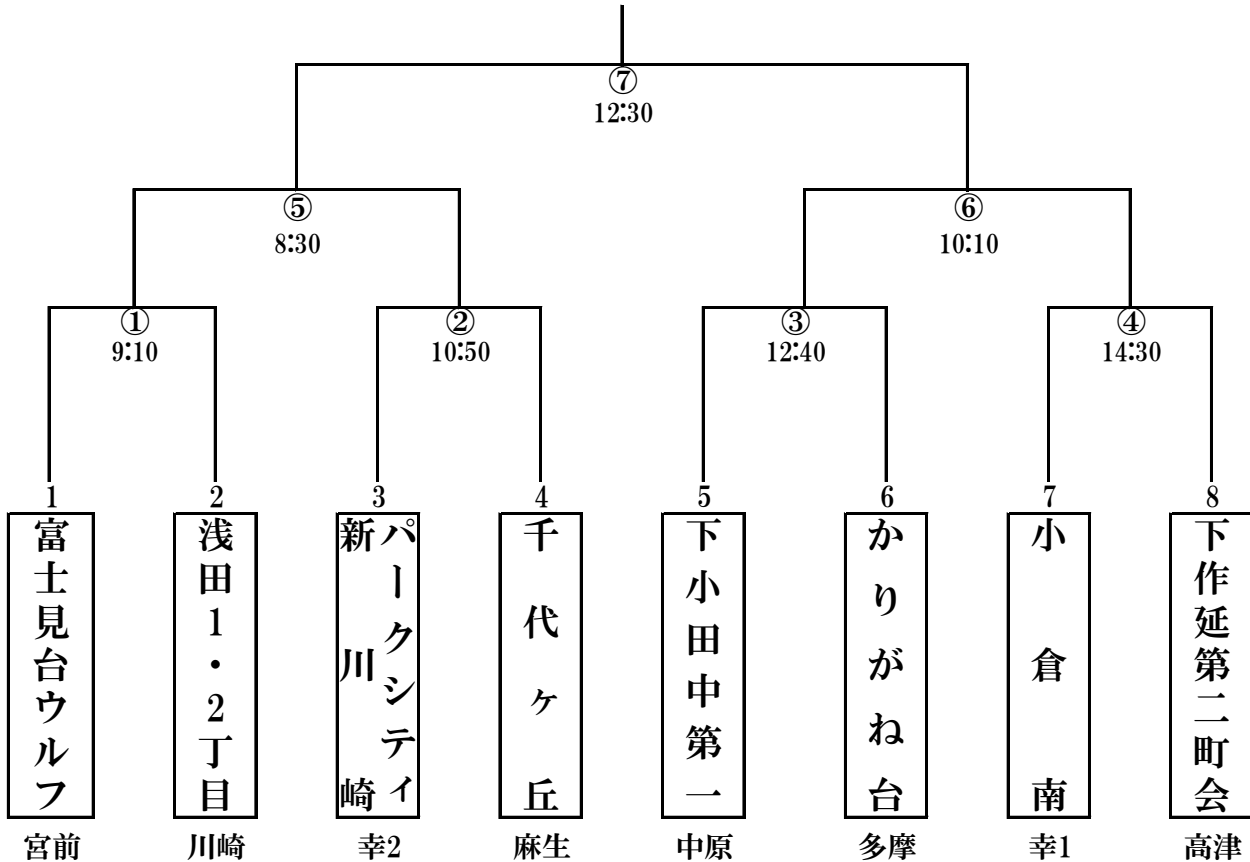 ⑦
12:30
⑤
8:30
⑥
10:10
①
9:10
②
10:50
③
12:40
④
14:30
1
2
3
4
5
6
7
8
富士見台ウルフ
浅田1・2丁目
パークシティ
新川崎
千代ヶ丘
下小田中第一
かりがね台
小倉南
下作延第二町会
宮前
川崎
幸2
麻生
中原
多摩
幸1
高津